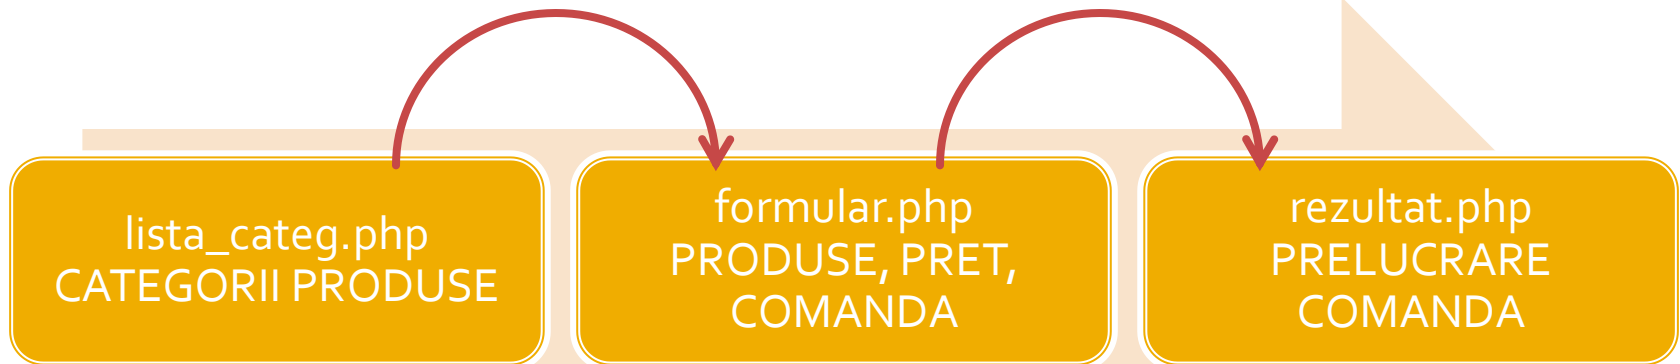 lista_categ.php
CATEGORII PRODUSE
formular.php
PRODUSE, PRET,
COMANDA
rezultat.php
PRELUCRARE
COMANDA